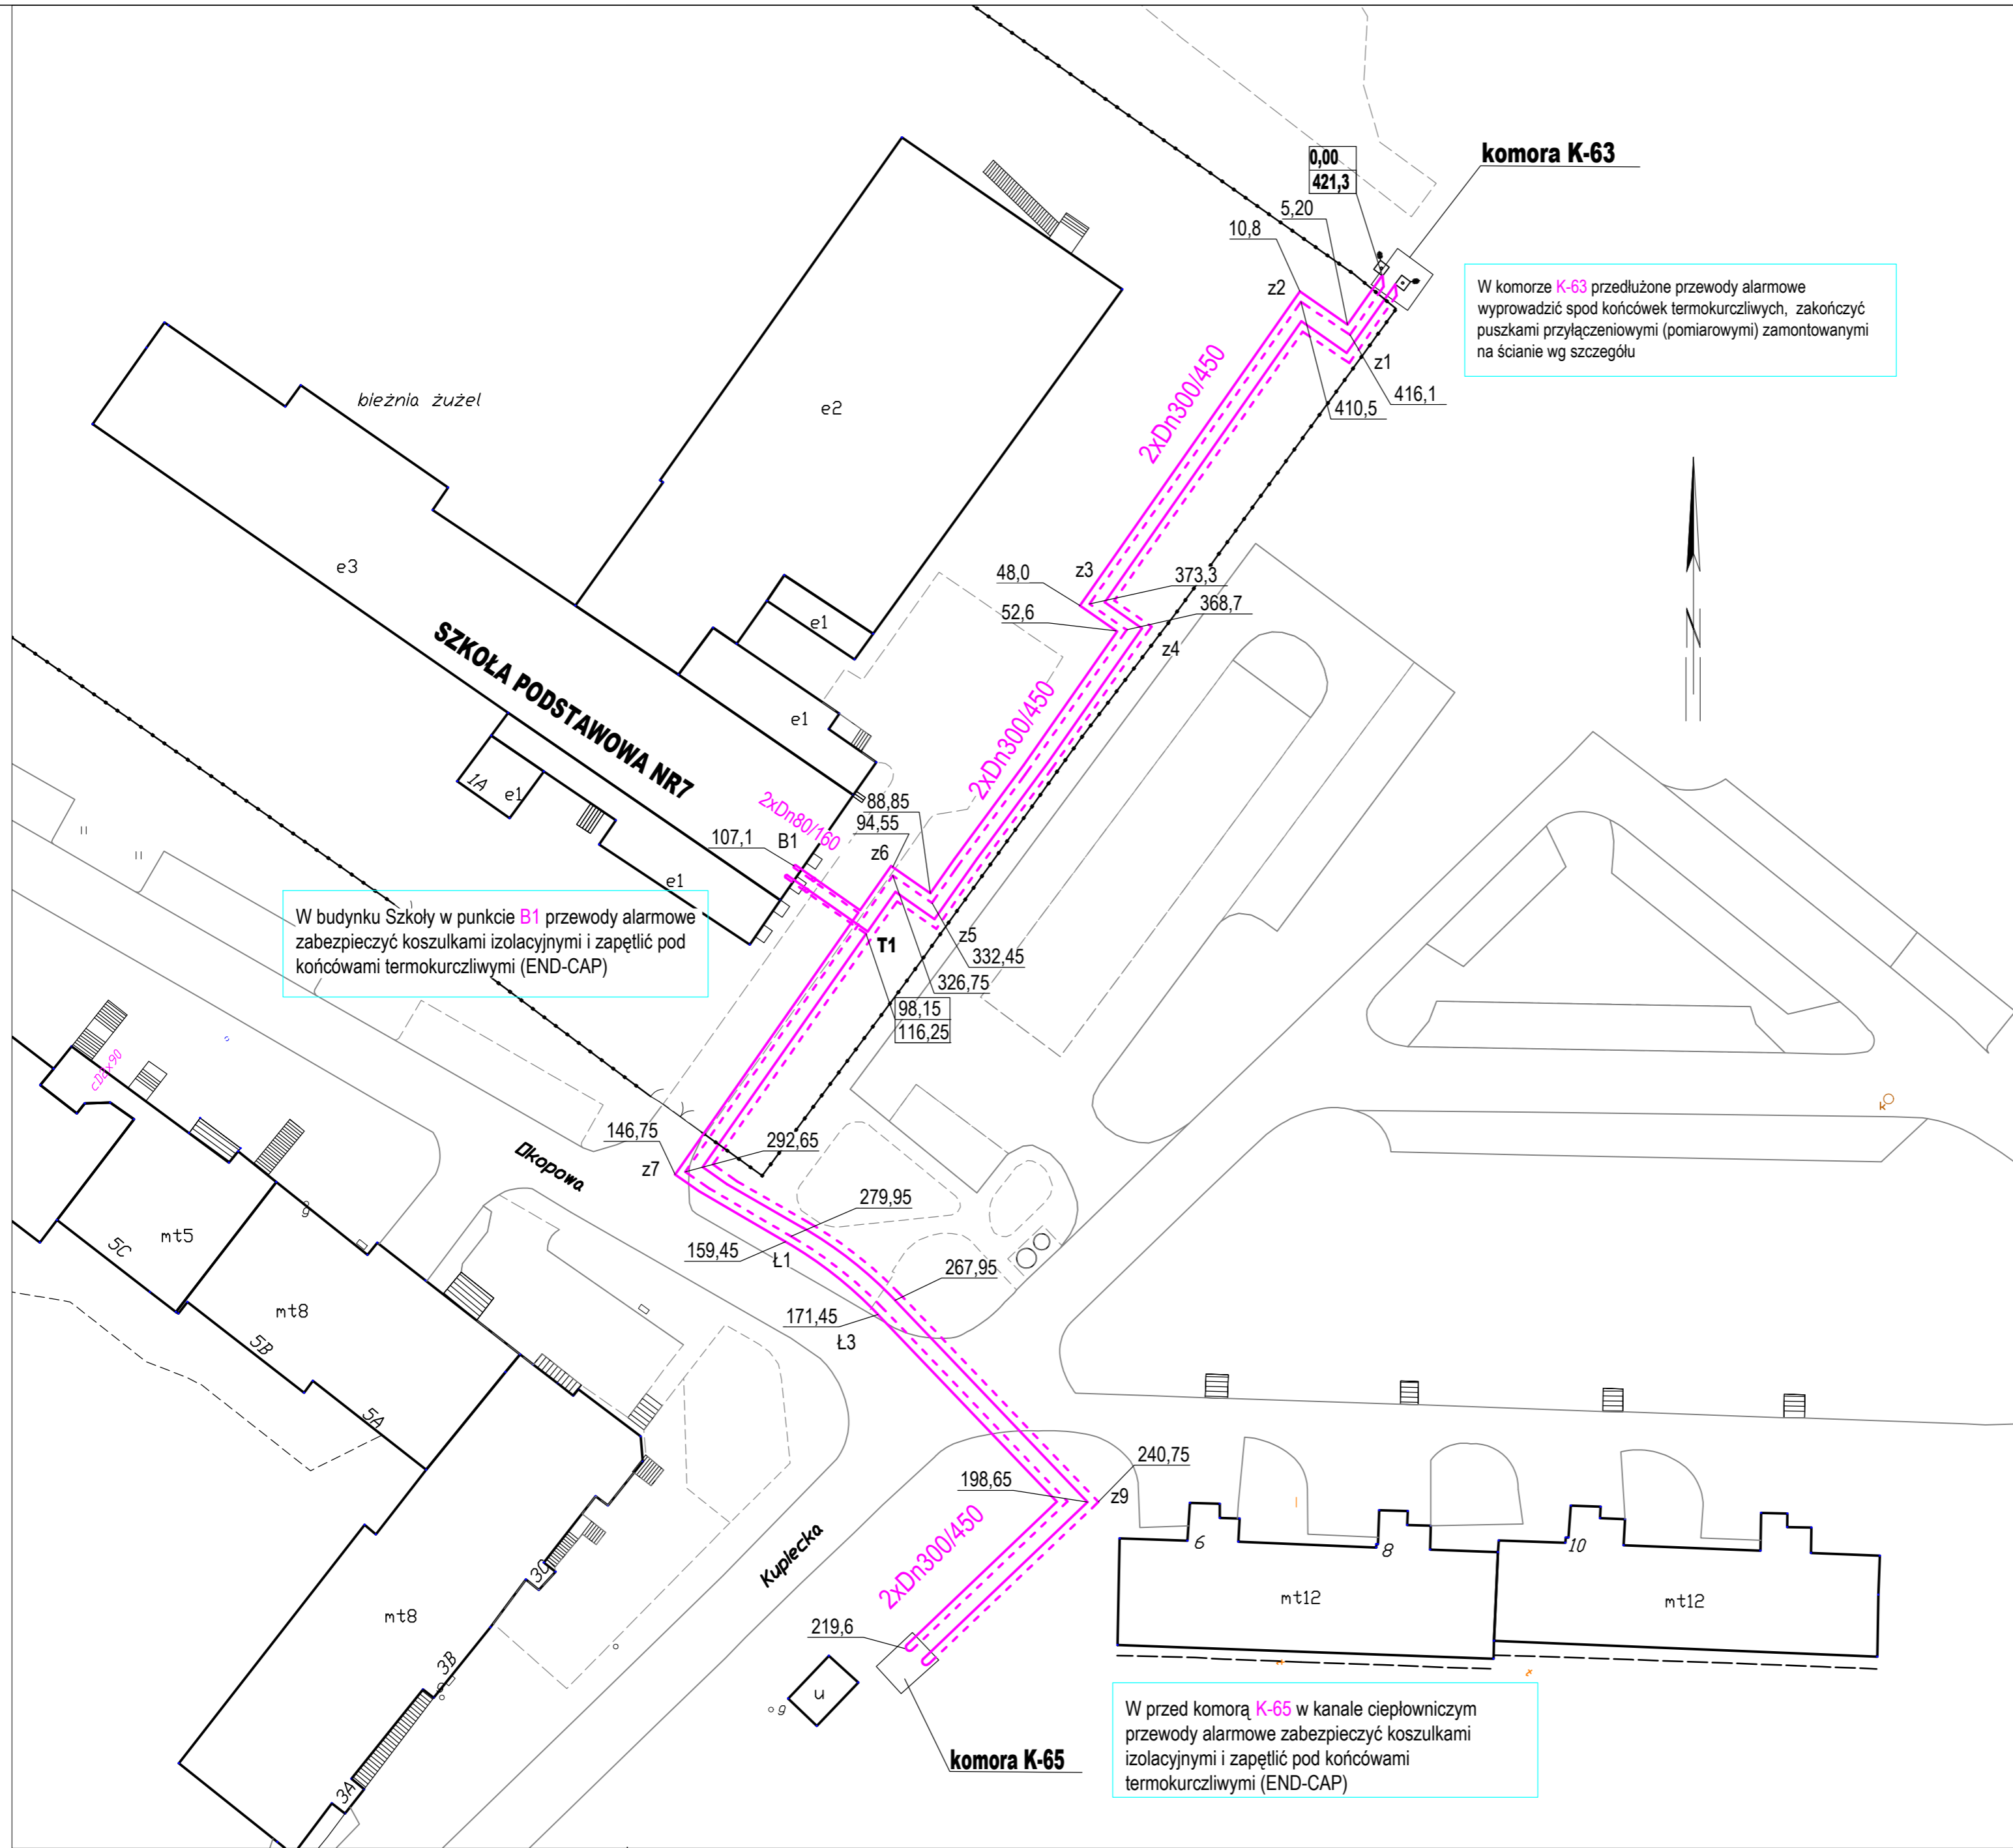 komora K-63
0,00
421,3
5,20
10,8
z2
W komorze K-63 przedłużone przewody alarmowe
wyprowadzić spod końcówek termokurczliwych, zakończyć
puszkami przyłączeniowymi (pomiarowymi) zamontowanymi
na ścianie wg szczegółu
z1
416,1
410,5
2xDn300/450
bieżnia żużel
e2
e3
z3
48,0
373,3
368,7
52,6
e1
z4
SZKOŁA PODSTAWOWA NR7
e1
2xDn300/450
1A
e1
2xDn80/160
88,85
94,55
107,1
B1
z6
e1
W budynku Szkoły w punkcie B1 przewody alarmowe
zabezpieczyć koszulkami izolacyjnymi i zapętlić pod
końcówami termokurczliwymi (END-CAP)
T1
z5
332,45
326,75
98,15
116,25
N
146,75
z7
292,65
Okopowa
k
279,95
159,45
Ł1
267,95
171,45
Ł3
g
mt5
5C
mt8
5B
5A
240,75
198,65
z9
2xDn300/450
Kupiecka
6
8
10
mt12
mt12
3C
mt8
3B
g
3A
219,6
u
g
komora K-65
W przed komorą K-65 w kanale ciepłowniczym
przewody alarmowe zabezpieczyć koszulkami
izolacyjnymi i zapętlić pod końcówami
termokurczliwymi (END-CAP)